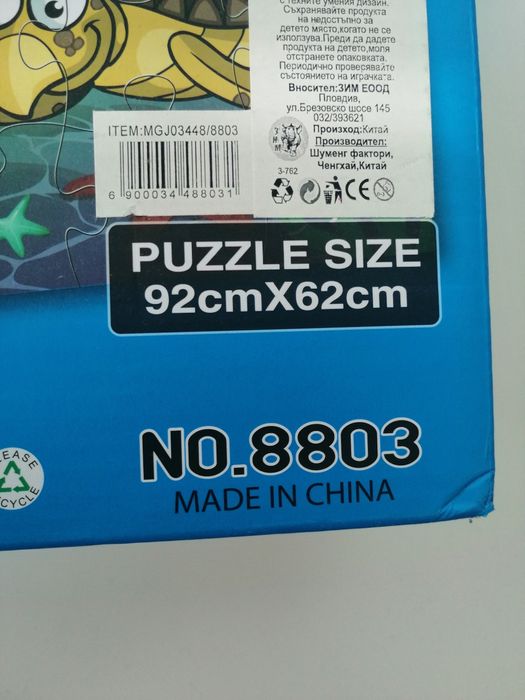 с техните умения дизайн.
Съхранявайте продукта
на недостъпно за
детето място,когато не се
използува.Преди да дадете
продукта на детето,моля
отстранете опаковката.
Периодично проверявайте
състоянието на играчката.
Вносител:ЗИМ ЕООД
Пловдив,
ул.Брезовско шосе 145
032/393621
Произход:Китай
Производител:
Шуменг фактори,
Ченгхай,Китай
3-762
ITEM:MGJ03448/8803
6 900034 488031
PUZZLE SIZE
92cmX62cm
NO.8803
MADE IN CHINA